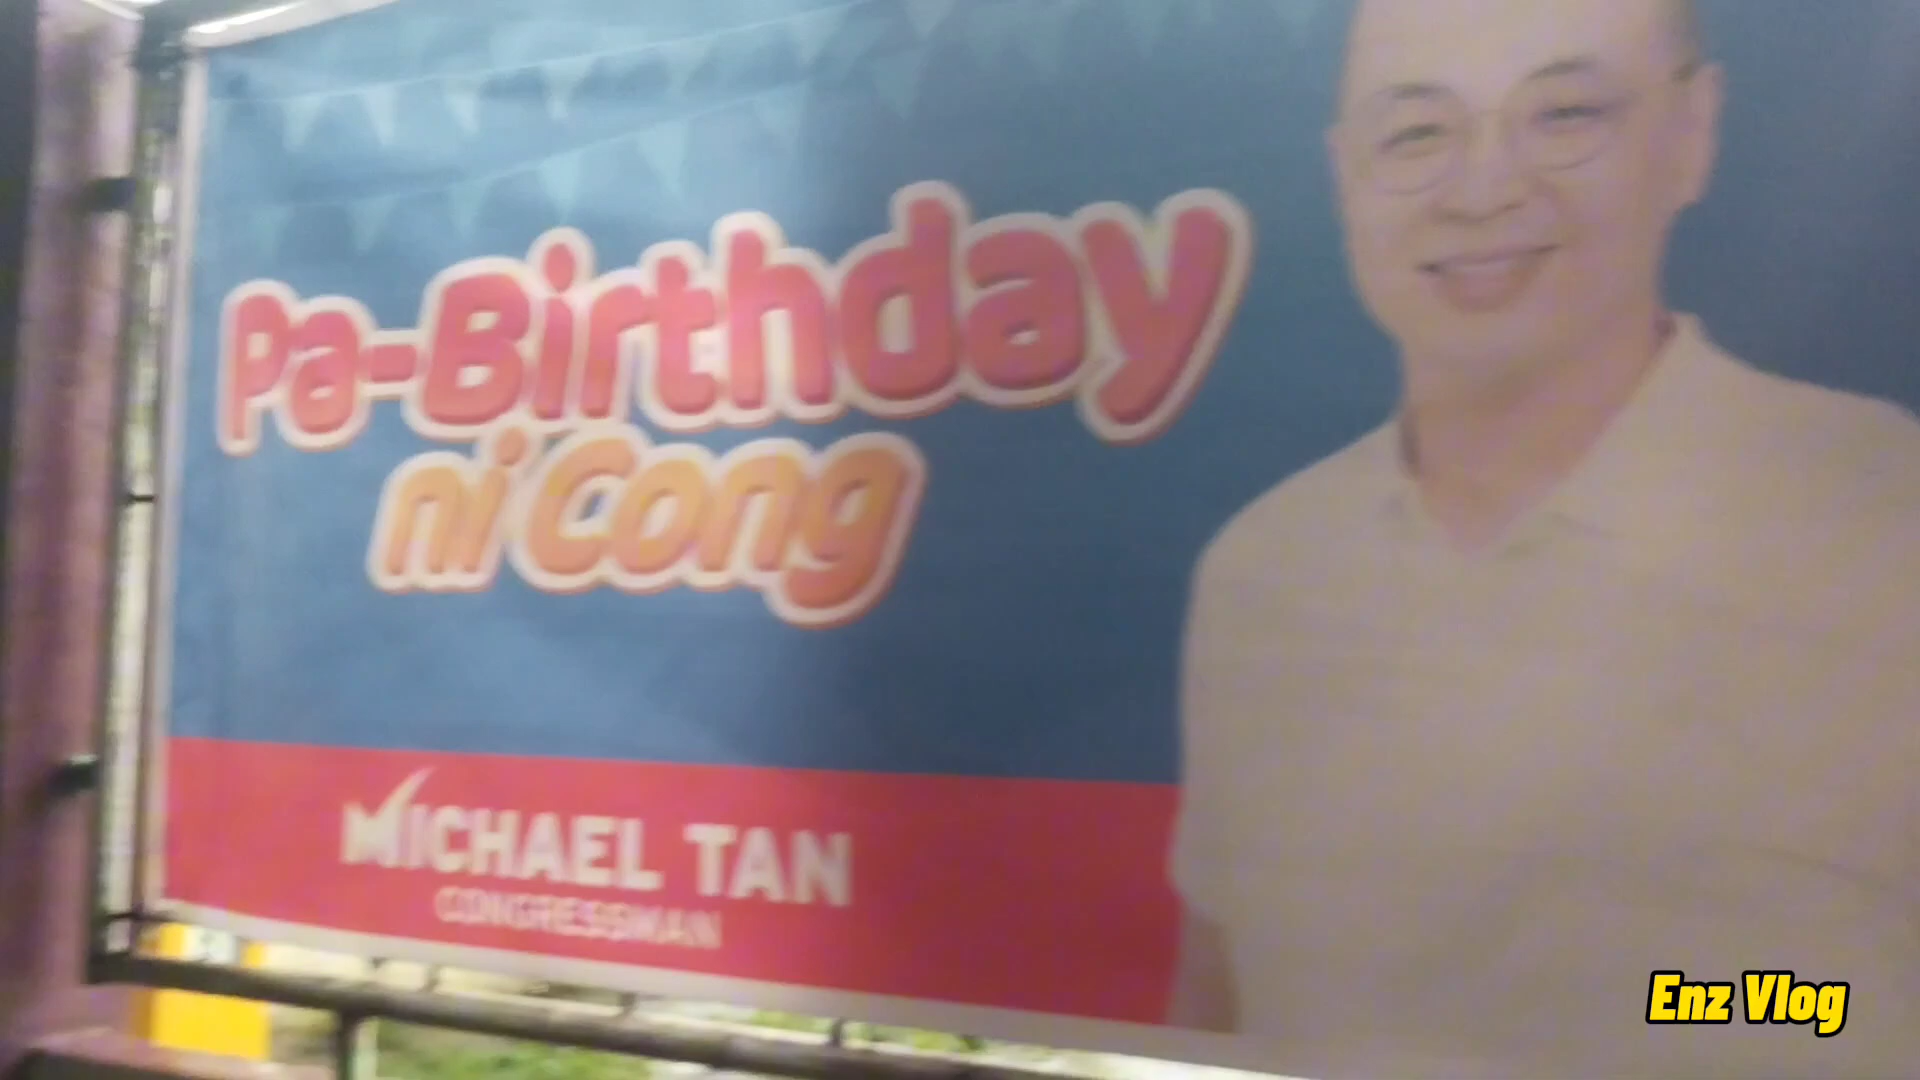 Pa-Birthday
ni Cong
MICHAEL TAN
CONGRESSMAN
Enz Vlog